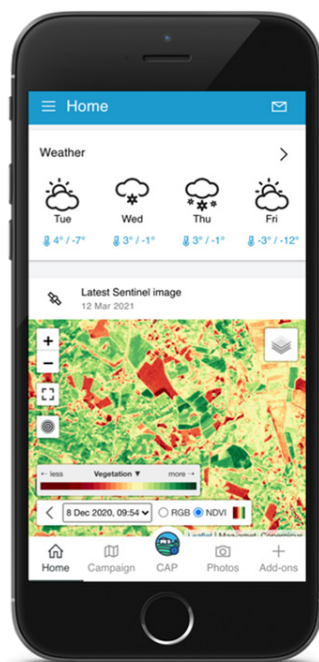 Home
Weather
Tue Wed Thu Fri
4° / -7° 3° / -1° 3° / -1° -3° / -12°
Latest Sentinel image
12 Mar 2021
+
−
← less Vegetation ▼ more →
8 Dec 2020, 09:54 RGB NDVI
Leaflet |
Home Campaign CAP Photos Add-ons